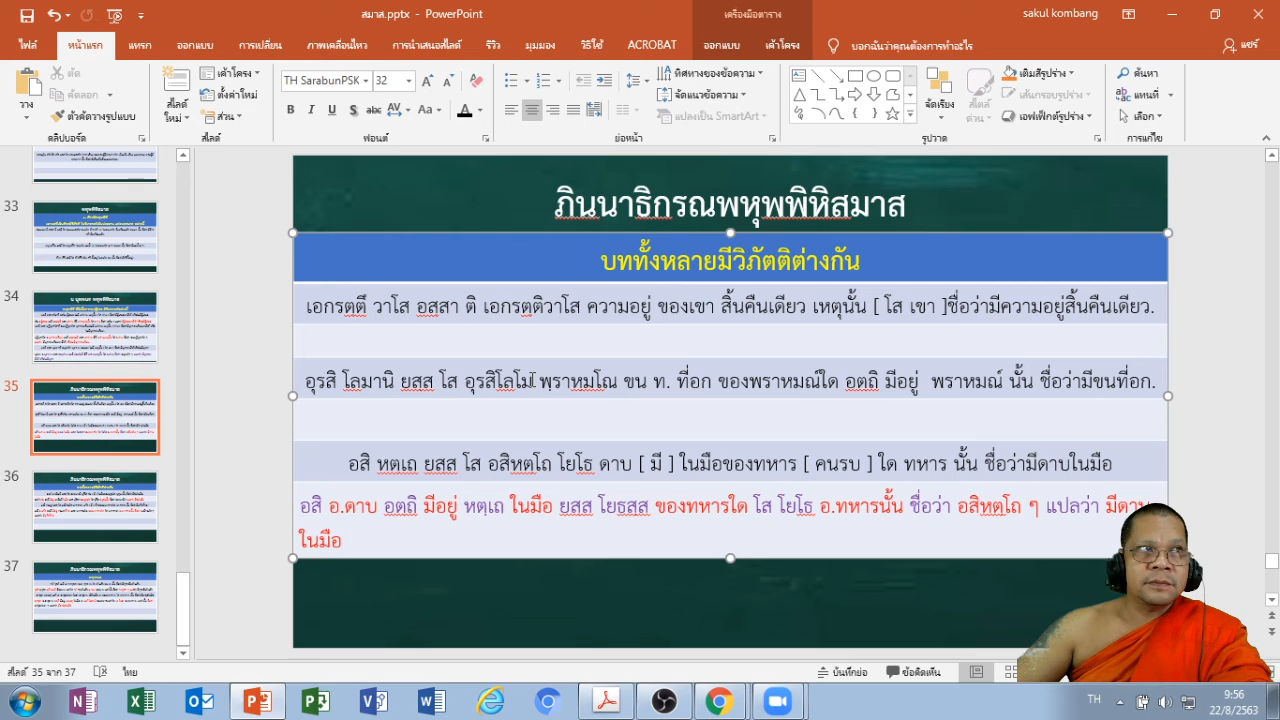 สมาส.pptx - PowerPoint
เครื่องมือตาราง
sakul kombang
ไฟล์ หน้าแรก แทรก ออกแบบ การเปลี่ยน ภาพเคลื่อนไหว การนำเสนอสไลด์ รีวิว มุมมอง วิธีใช้ ACROBAT ออกแบบ เค้าโครง บอกฉันว่าคุณต้องการทำอะไร แชร์
วาง
ตัด
คัดลอก
ตัวคัดวางรูปแบบ
คลิปบอร์ด
สไลด์ใหม่
เค้าโครง
ตั้งค่าใหม่
ส่วน
สไลด์
TH SarabunPSK 32
ฟอนต์
ทิศทางของข้อความ
จัดแนวข้อความ
แปลงเป็น SmartArt
ย่อหน้า
จัดเรียง
สไตล์ด่วน
เติมสีรูปร่าง
เส้นกรอบรูปร่าง
เอฟเฟ็กต์รูปร่าง
รูปวาด
ค้นหา
แทนที่
เลือก
การแก้ไข
33
34
35
36
37
ภินนาธิกรณพหุพพิหิสมาส
บททั้งหลายมีวิภัตติต่างกัน
เอกรตฺตึ วาโส อสฺสา ติ เอกรตฺติวาโส ความอยู่ ของเขา สิ้นคืนเดียว เหตุนั้น [ โส เขา ] ชื่อว่ามีความอยู่สิ้นคืนเดียว.
อุรสิ โลมานิ ยสฺส โส อุรสิโลโม พฺราหฺมโณ ขน ท. ที่อก ของพราหมณ์ใด อตฺถิ มีอยู่ พราหมณ์ นั้น ชื่อว่ามีขนที่อก.
อสิ หตฺเถ ยสฺส โส อสิหตฺโถ โยโธ ดาบ [ มี ] ในมือของทหาร [ คนรบ ] ใด ทหาร นั้น ชื่อว่ามีดาบในมือ
อสิ อ.ดาบ อตฺถิ มีอยู่ หตฺเถ ในมือ ยสฺส โยธสฺส ของทหารใด โส โยโธ อ.ทหารนั้น ชื่อว่า อสิหตฺโถ ๆ แปลว่า มีดาบ
ในมือ
สไลด์ 35 จาก 37 ไทย บันทึกย่อ ข้อคิดเห็น
TH 9:56
22/8/2563